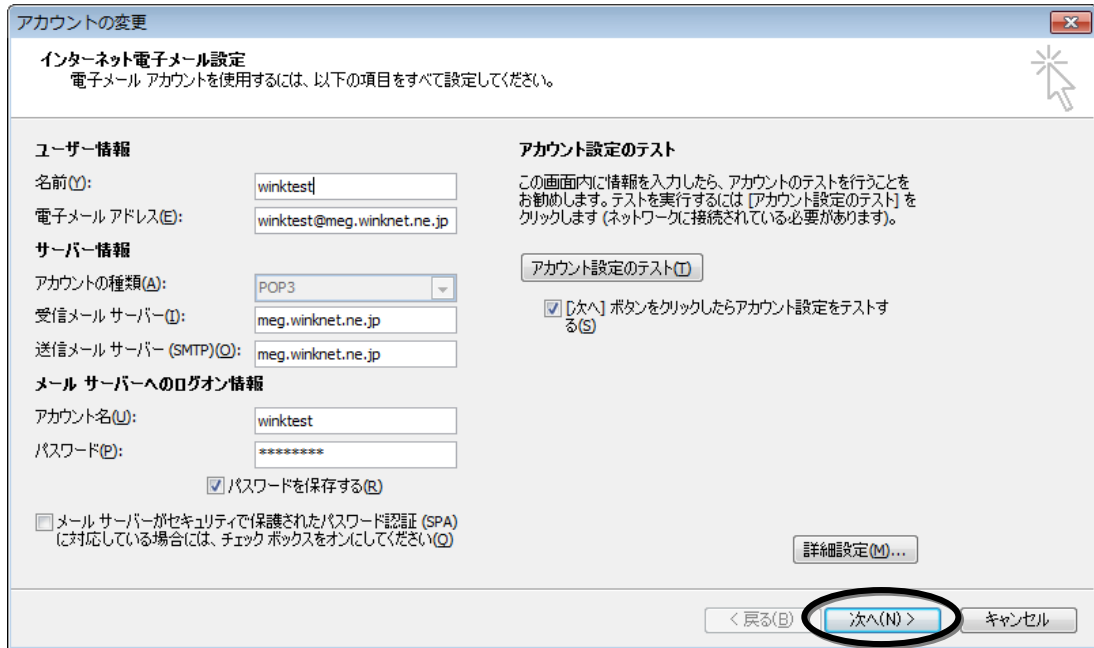 アカウントの変更
インターネット電子メール設定
電子メール アカウントを使用するには、以下の項目をすべて設定してください。
ユーザー情報
名前(Y):
winktest
電子メール アドレス(E):
winktest@meg.winknet.ne.jp
サーバー情報
アカウントの種類(A):
POP3
受信メール サーバー(I):
meg.winknet.ne.jp
送信メール サーバー (SMTP)(O):
meg.winknet.ne.jp
メール サーバーへのログオン情報
アカウント名(U):
winktest
パスワード(P):
********
パスワードを保存する(R)
メール サーバーがセキュリティで保護されたパスワード認証 (SPA)
に対応している場合には、チェック ボックスをオンにしてください(Q)
アカウント設定のテスト
この画面内に情報を入力したら、アカウントのテストを行うことを
お勧めします。テストを実行するには [アカウント設定のテスト] を
クリックします (ネットワークに接続されている必要があります)。
アカウント設定のテスト(T)
[次へ] ボタンをクリックしたらアカウント設定をテストす
る(S)
詳細設定(M)...
< 戻る(B)
次へ(N) >
キャンセル